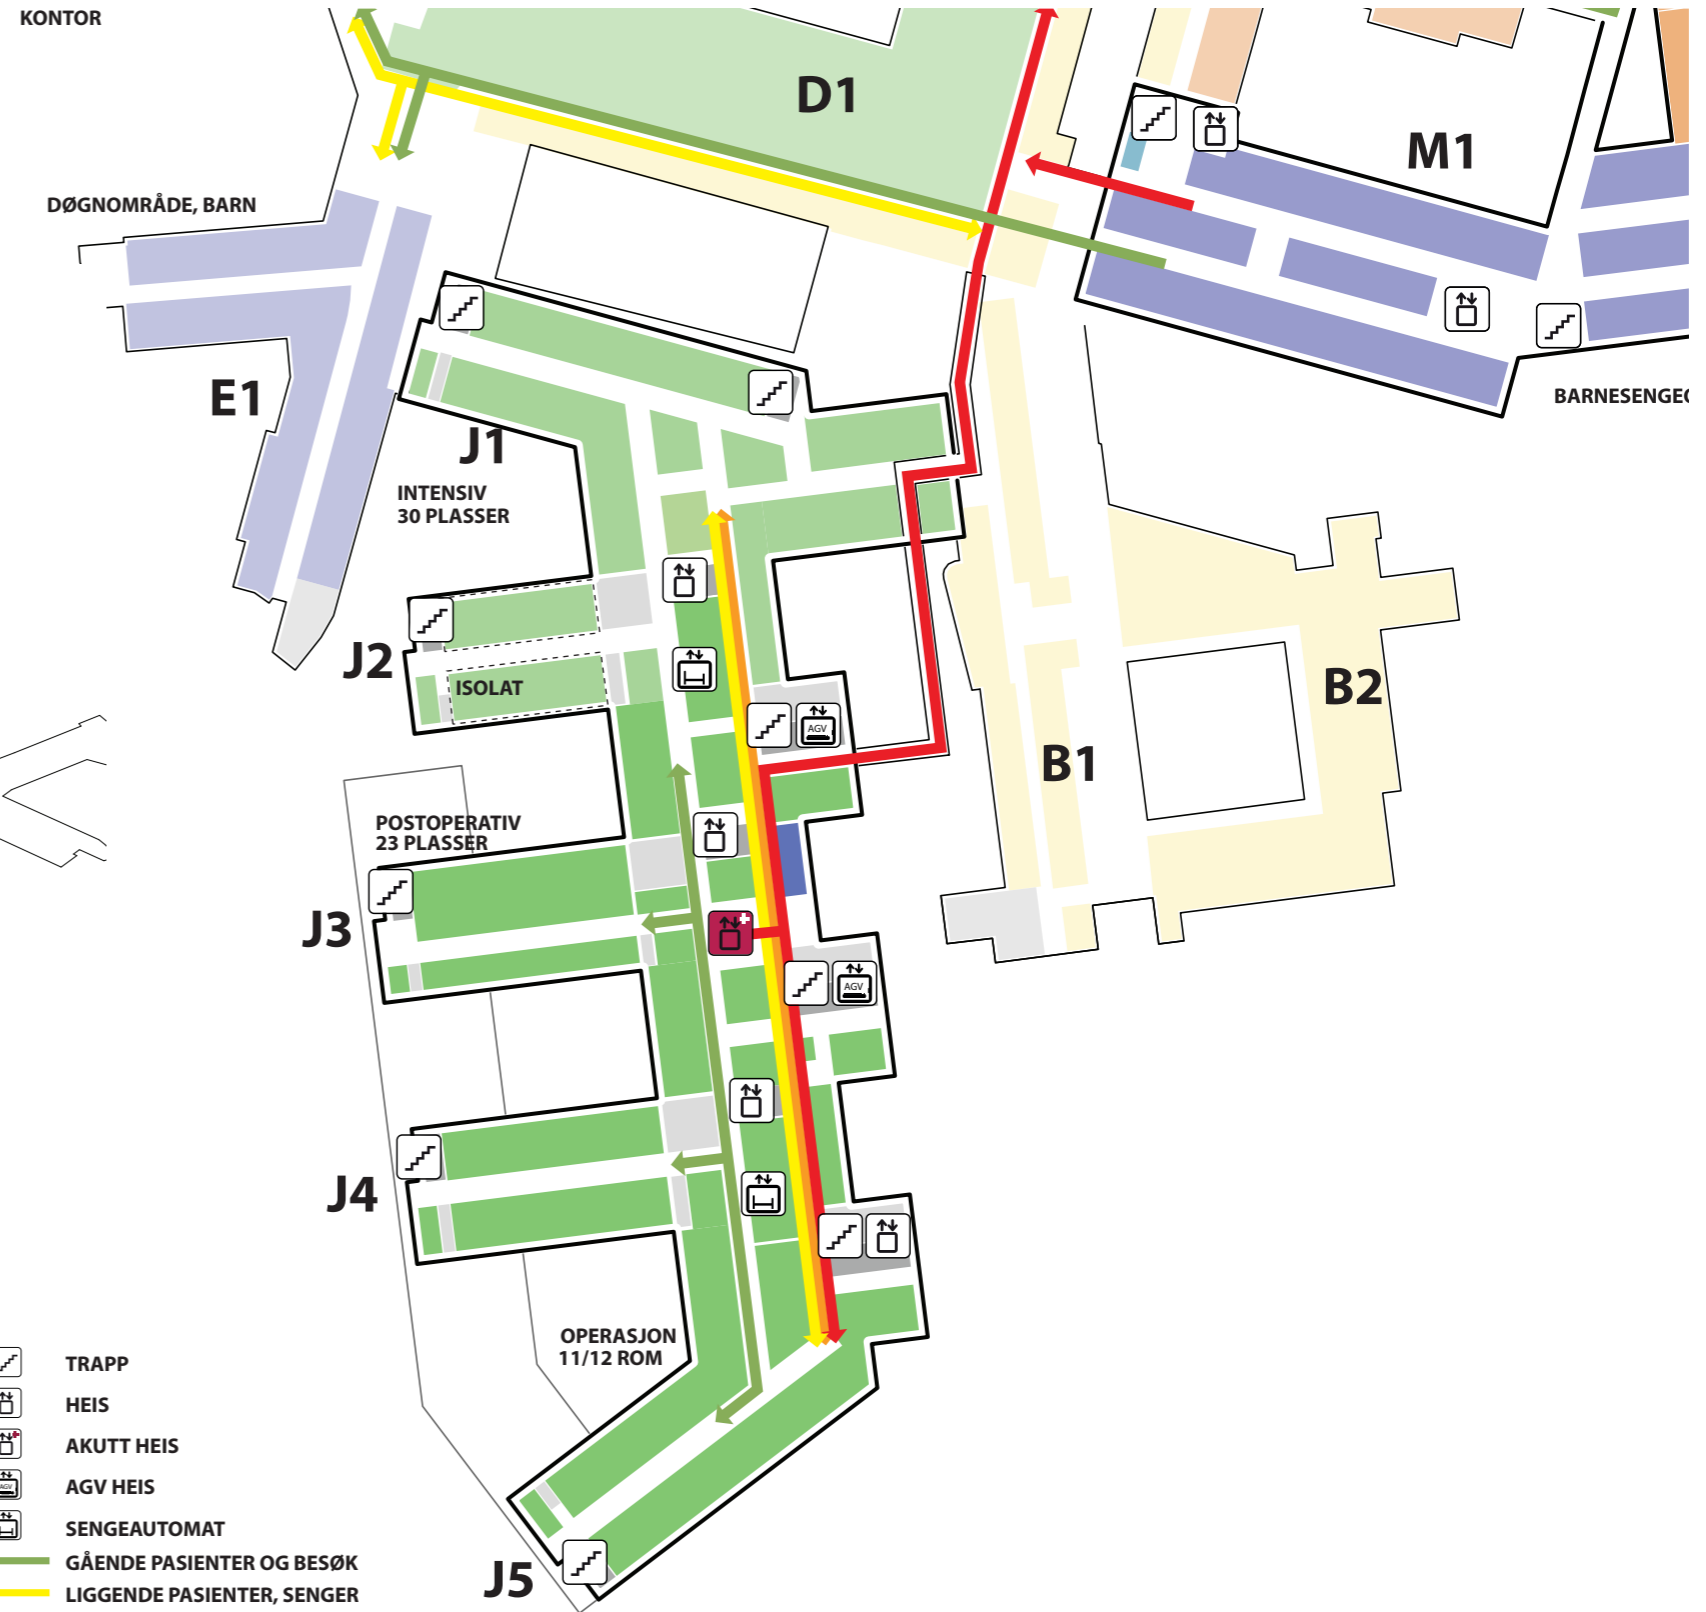 KONTOR
D1
M1
DØGNOMRÅDE, BARN
E1
BARNESENGEO
J1
INTENSIV
30 PLASSER
J2
ISOLAT
B2
AGV
B1
POSTOPERATIV
23 PLASSER
J3
AGV
J4
OPERASJON
11/12 ROM
TRAPP
HEIS
AKUTT HEIS
AGV
AGV HEIS
SENGEAUTOMAT
GÅENDE PASIENTER OG BESØK
LIGGENDE PASIENTER, SENGER
J5